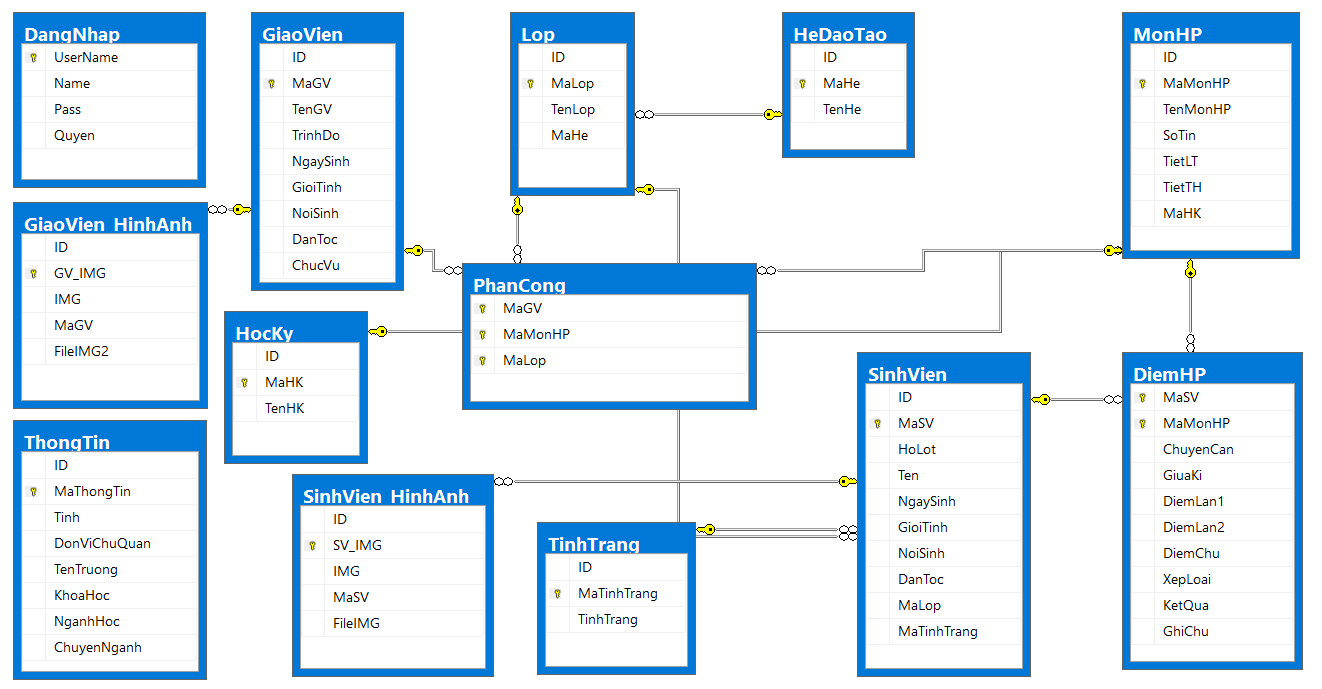 DangNhap
UserName
Name
Pass
Quyen
GiaoVien
ID
MaGV
TenGV
TrinhDo
NgaySinh
GioiTinh
NoiSinh
DanToc
ChucVu
Lop
ID
MaLop
TenLop
MaHe
HeDaoTao
ID
MaHe
TenHe
MonHP
ID
MaMonHP
TenMonHP
SoTin
TietLT
TietTH
MaHK
GiaoVien_HinhAnh
ID
GV_IMG
IMG
MaGV
FileIMG2
PhanCong
MaGV
MaMonHP
MaLop
HocKy
ID
MaHK
TenHK
SinhVien
ID
MaSV
HoLot
Ten
NgaySinh
GioiTinh
NoiSinh
DanToc
MaLop
MaTinhTrang
DiemHP
MaSV
MaMonHP
ChuyenCan
GiuaKi
DiemLan1
DiemLan2
DiemChu
XepLoai
KetQua
GhiChu
ThongTin
ID
MaThongTin
Tinh
DonViChuQuan
TenTruong
KhoaHoc
NganhHoc
ChuyenNganh
SinhVien_HinhAnh
ID
SV_IMG
IMG
MaSV
FileIMG
TinhTrang
ID
MaTinhTrang
TinhTrang